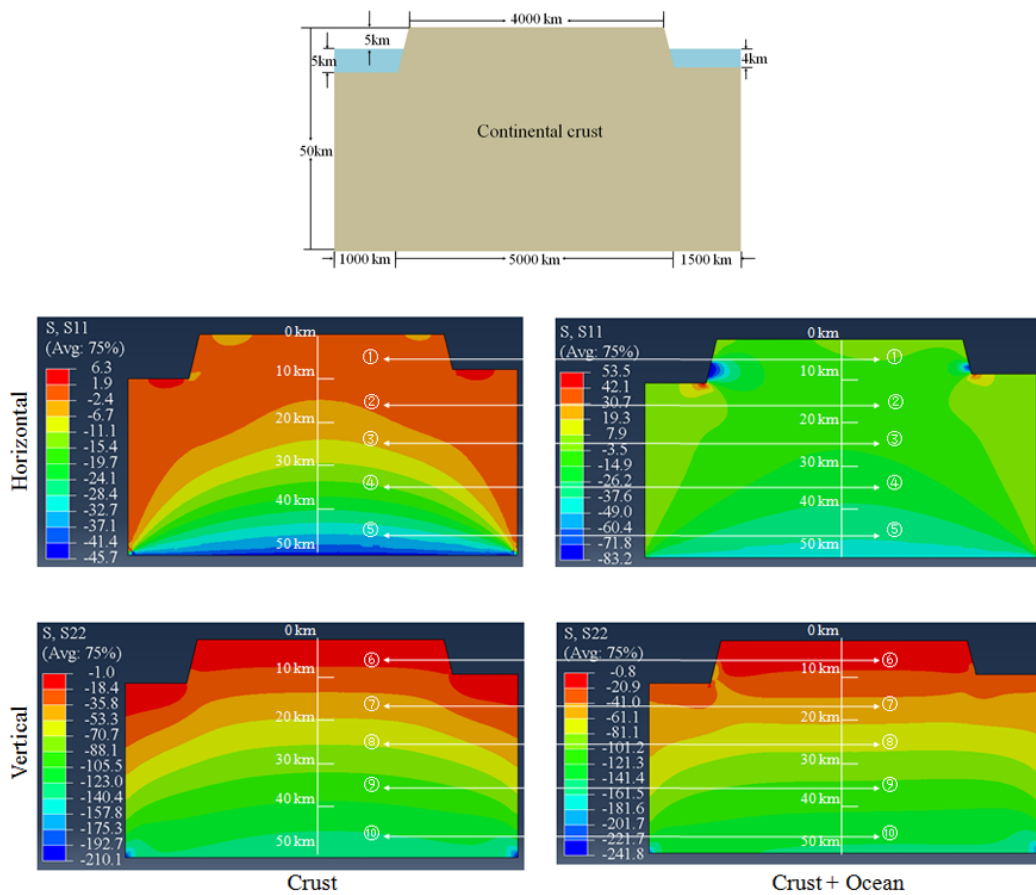 4000 km
5km
5km
4km
Continental crust
50km
1000 km
5000 km
1500 km
Horizontal
S, S11
(Avg: 75%)
6.3
1.9
-2.4
-6.7
-11.1
-15.4
-19.7
-24.1
-28.4
-32.7
-37.1
-41.4
-45.7
0 km
10 km
20 km
30 km
40 km
50 km
①
②
③
④
⑤
S, S11
(Avg: 75%)
53.5
42.1
30.7
19.3
7.9
-3.5
-14.9
-26.2
-37.6
-49.0
-60.4
-71.8
-83.2
0 km
10 km
20 km
30 km
40 km
50 km
①
②
③
④
⑤
Vertical
S, S22
(Avg: 75%)
-1.0
-18.4
-35.8
-53.3
-70.7
-88.1
-105.5
-123.0
-140.4
-157.8
-175.3
-192.7
-210.1
0 km
10 km
20 km
30 km
40 km
50 km
⑥
⑦
⑧
⑨
⑩
S, S22
(Avg: 75%)
-0.8
-20.9
-41.0
-61.1
-81.1
-101.2
-121.3
-141.4
-161.5
-181.6
-201.7
-221.7
-241.8
0 km
10 km
20 km
30 km
40 km
50 km
⑥
⑦
⑧
⑨
⑩
Crust
Crust + Ocean